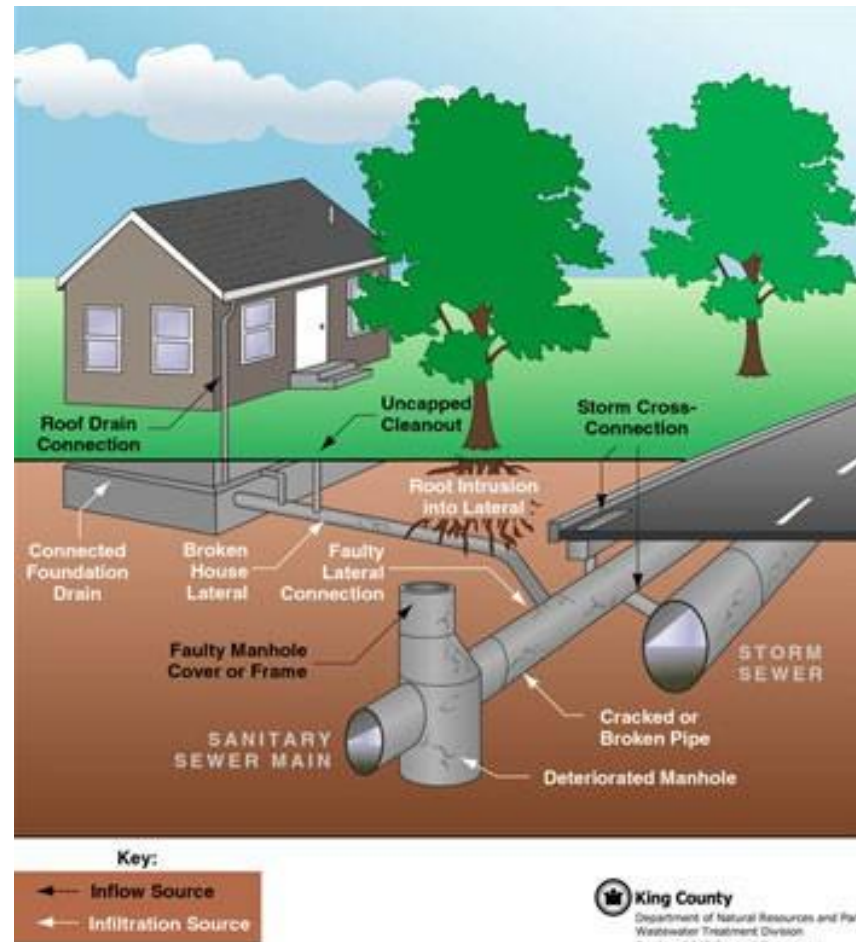 Roof Drain
Connection
Uncapped
Cleanout
Storm Cross-
Connection
Root Intrusion
into Lateral
Connected
Foundation
Drain
Broken
House
Lateral
Faulty
Lateral
Connection
Faulty Manhole
Cover or Frame
STORM
SEWER
SANITARY
SEWER MAIN
Cracked or
Broken Pipe
Deteriorated Manhole
Key:
Inflow Source
Infiltration Source
King County
Department of Natural Resources and
Wastewater Treatment Division